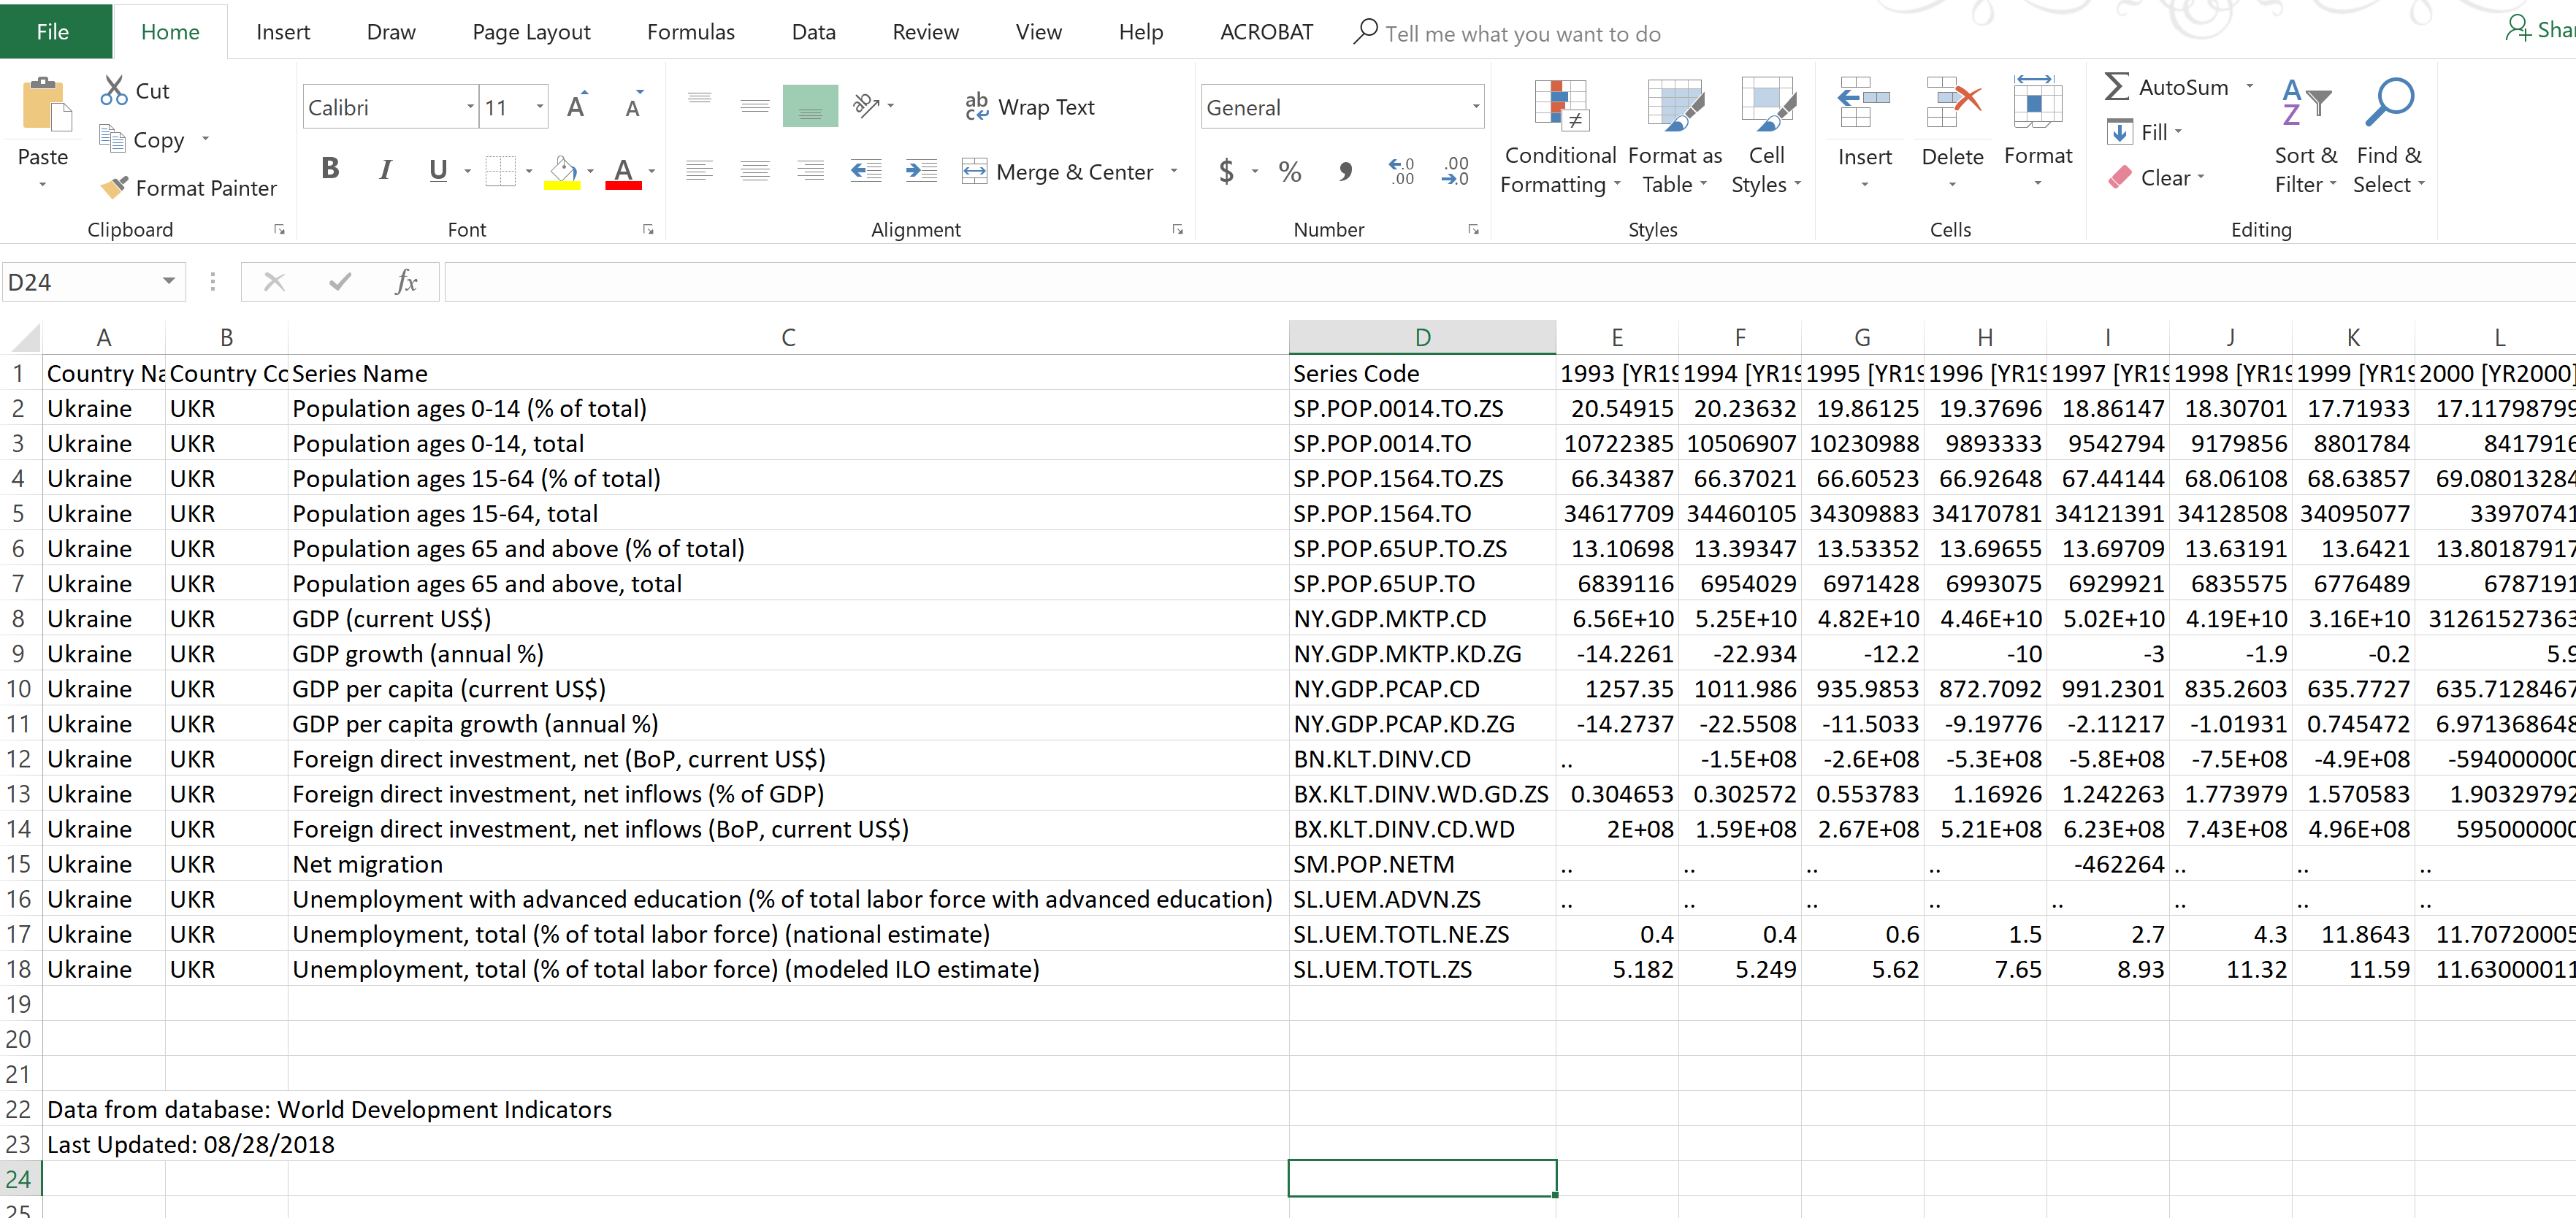 File Home Insert Draw Page Layout Formulas Data Review View Help ACROBAT Tell me what you want to do
Paste Cut Copy Format Painter Clipboard
Calibri 11 A A B I U A Font
ab Wrap Text Merge & Center Alignment
General $ % , .0 .00 .00 .0 Number
Conditional Formatting Format as Table Cell Styles Styles
Insert Delete Format Cells
AutoSum Fill Clear Sort & Filter Find & Select Editing
D24 fx
A B C D E F G H I J K L
1 Series Name Series Code 2000 [YR2000]
2 Ukraine UKR Population ages 0-14 (% of total) SP.POP.0014.TO.ZS 20.54915 20.23632 19.86125 19.37696 18.86147 18.30701 17.71933 17.11798799
3 Ukraine UKR Population ages 0-14, total SP.POP.0014.TO 10722385 10506907 10230988 9893333 9542794 9179856 8801784 8417916
4 Ukraine UKR Population ages 15-64 (% of total) SP.POP.1564.TO.ZS 66.34387 66.37021 66.60523 66.92648 67.44144 68.06108 68.63857 69.08013284
5 Ukraine UKR Population ages 15-64, total SP.POP.1564.TO 34617709 34460105 34309883 34170781 34121391 34128508 34095077 33970741
6 Ukraine UKR Population ages 65 and above (% of total) SP.POP.65UP.TO.ZS 13.10698 13.39347 13.53352 13.69655 13.69709 13.63191 13.6421 13.80187917
7 Ukraine UKR Population ages 65 and above, total SP.POP.65UP.TO 6839116 6954029 6971428 6993075 6929921 6835575 6776489 6787191
8 Ukraine UKR GDP (current US$) NY.GDP.MKTP.CD 6.56E+10 5.25E+10 4.82E+10 4.46E+10 5.02E+10 4.19E+10 3.16E+10 31261527363
9 Ukraine UKR GDP growth (annual %) NY.GDP.MKTP.KD.ZG -14.2261 -22.934 -12.2 -10 -3 -1.9 -0.2 5.9
10 Ukraine UKR GDP per capita (current US$) NY.GDP.PCAP.CD 1257.35 1011.986 935.9853 872.7092 991.2301 835.2603 635.7727 635.7128467
11 Ukraine UKR GDP per capita growth (annual %) NY.GDP.PCAP.KD.ZG -14.2737 -22.5508 -11.5033 -9.19776 -2.11217 -1.01931 0.745472 6.971368648
12 Ukraine UKR Foreign direct investment, net (BoP, current US$) BN.KLT.DINV.CD .. -1.5E+08 -2.6E+08 -5.3E+08 -5.8E+08 -7.5E+08 -4.9E+08 -594000000
13 Ukraine UKR Foreign direct investment, net inflows (% of GDP) BX.KLT.DINV.WD.GD.ZS 0.304653 0.302572 0.553783 1.16926 1.242263 1.773979 1.570583 1.90329792
14 Ukraine UKR Foreign direct investment, net inflows (BoP, current US$) BX.KLT.DINV.CD.WD 2E+08 1.59E+08 2.67E+08 5.21E+08 6.23E+08 7.43E+08 4.96E+08 595000000
15 Ukraine UKR Net migration SM.POP.NETM .. .. .. .. -462264 .. .. ..
16 Ukraine UKR Unemployment with advanced education (% of total labor force with advanced education) SL.UEM.ADVN.ZS .. .. .. .. .. .. .. ..
17 Ukraine UKR Unemployment, total (% of total labor force) (national estimate) SL.UEM.TOTL.NE.ZS 0.4 0.4 0.6 1.5 2.7 4.3 11.8643 11.70720005
18 Ukraine UKR Unemployment, total (% of total labor force) (modeled ILO estimate) SL.UEM.TOTL.ZS 5.182 5.249 5.62 7.65 8.93 11.32 11.59 11.63000011
19
20
21
22 Data from database: World Development Indicators
23 Last Updated: 08/28/2018
24
25